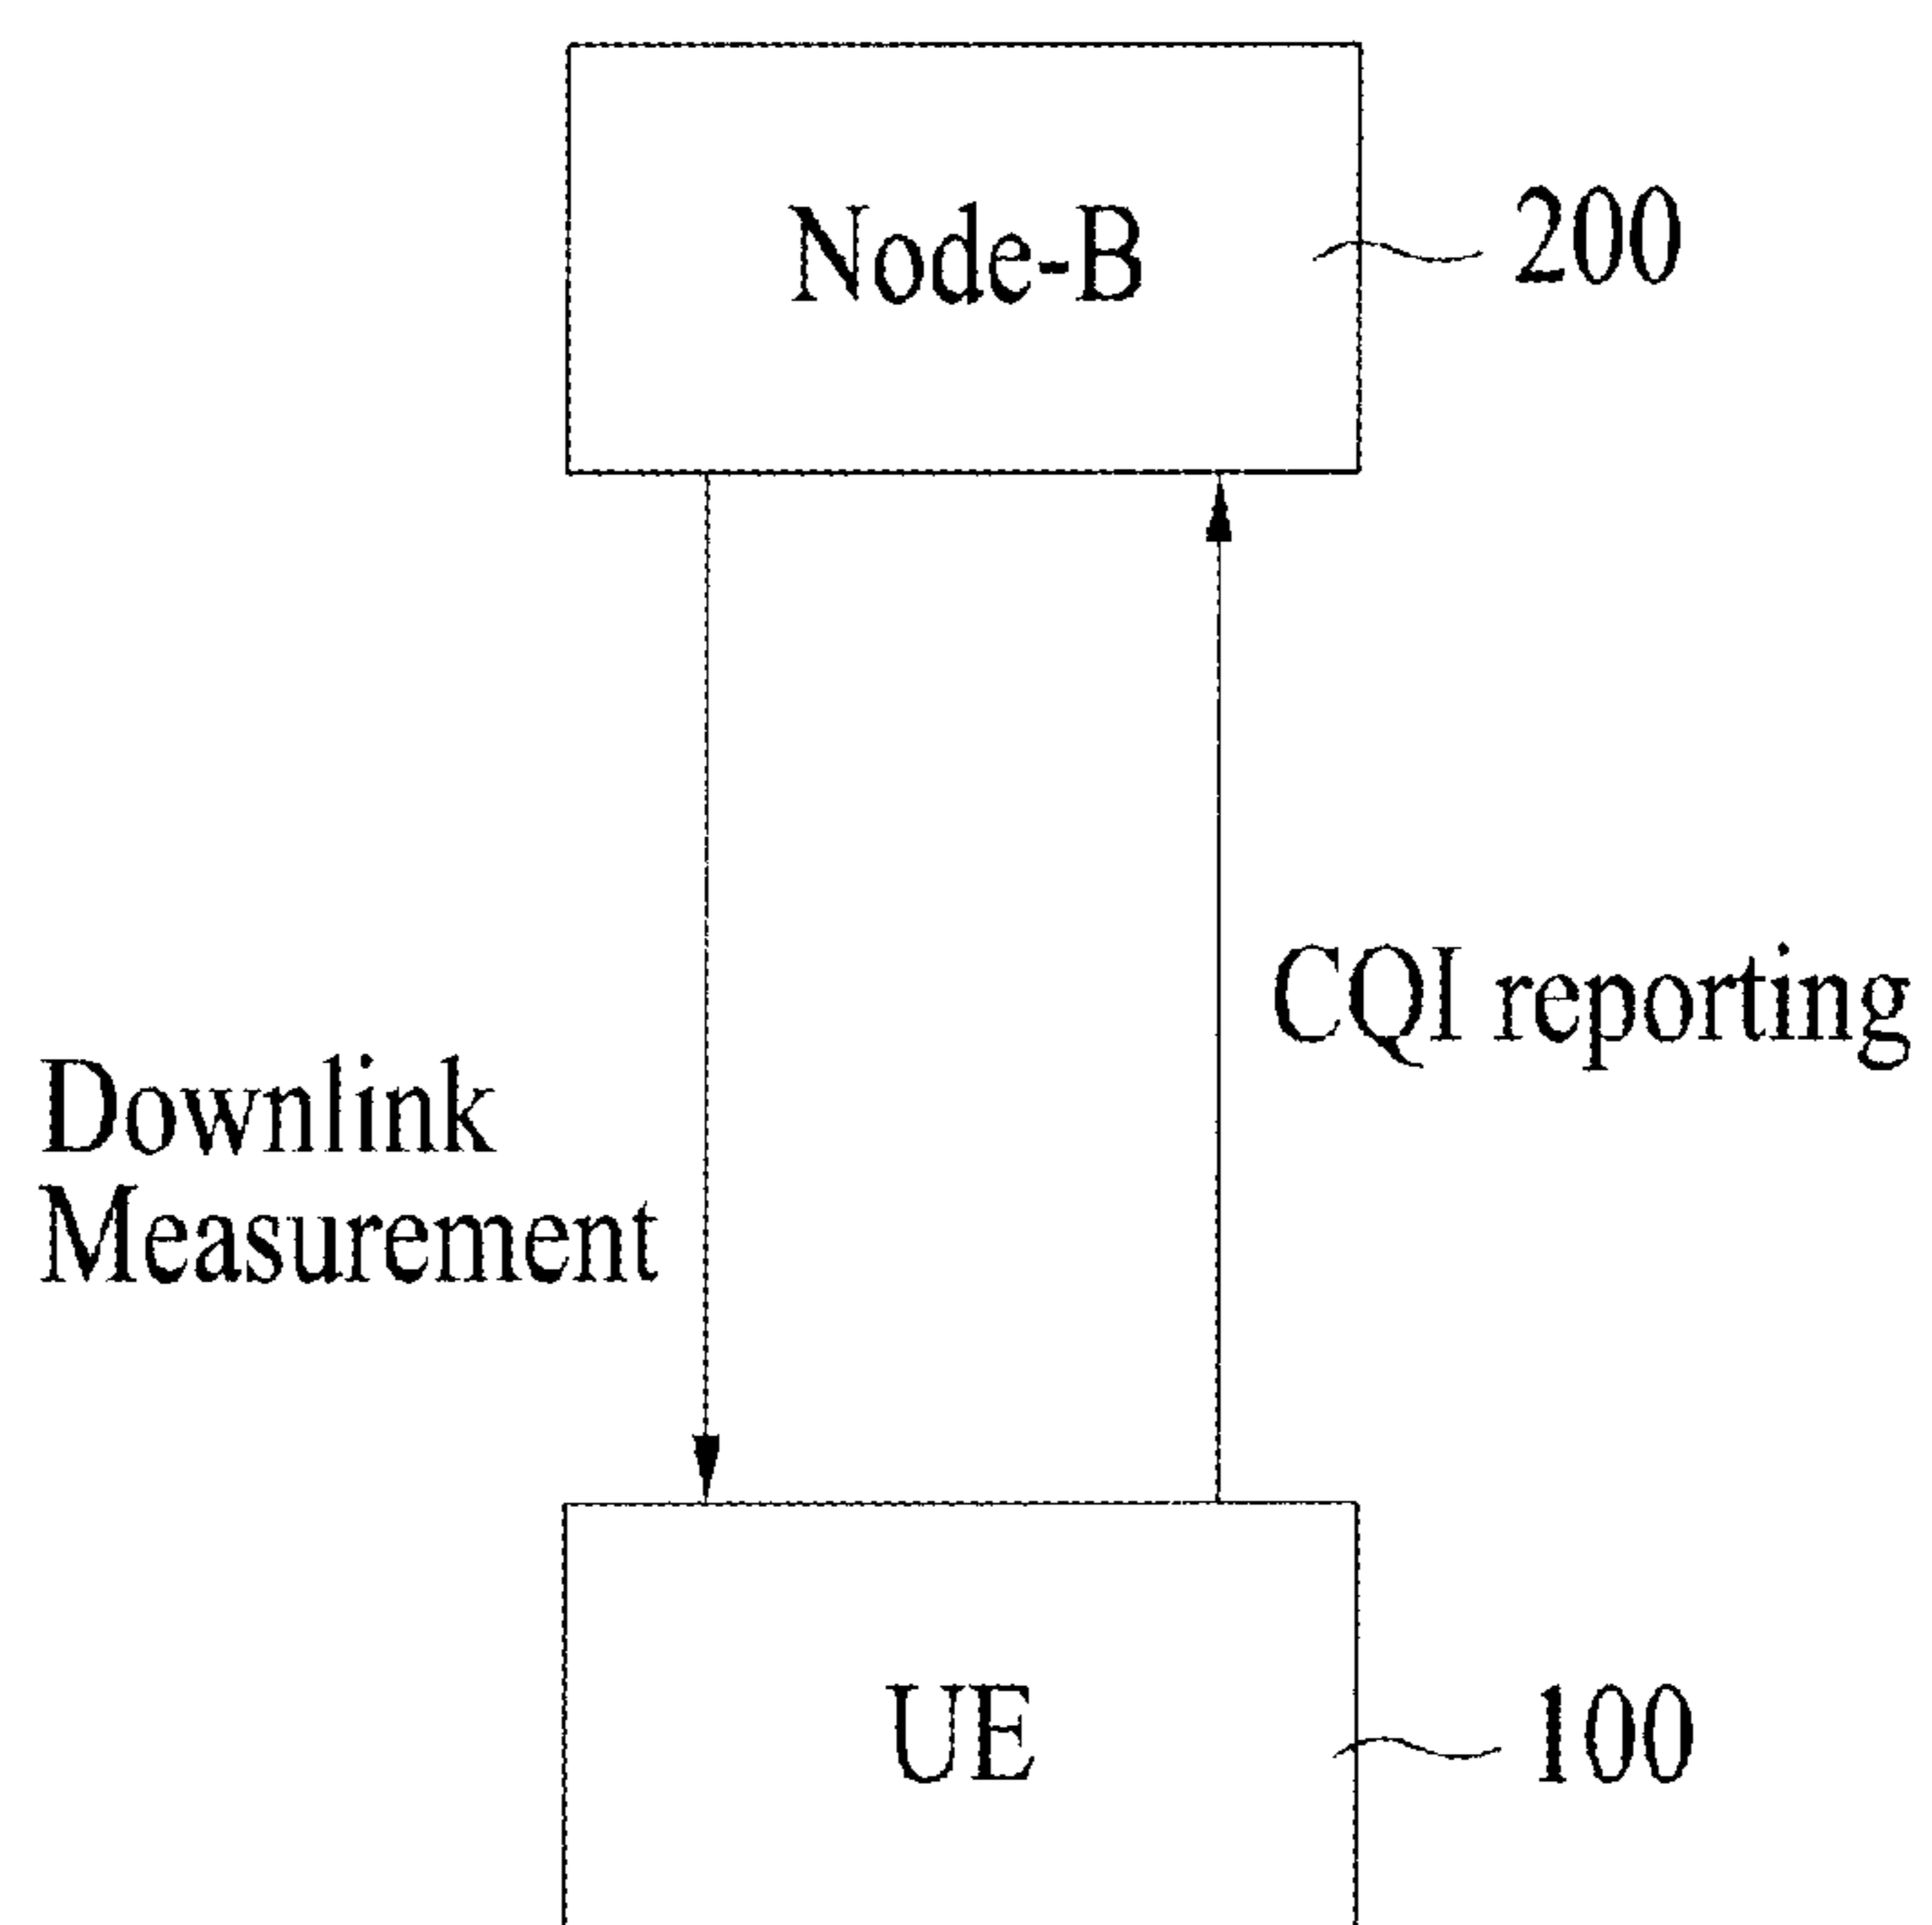 Node-B
200
CQI reporting
Downlink
Measurement
UE
100